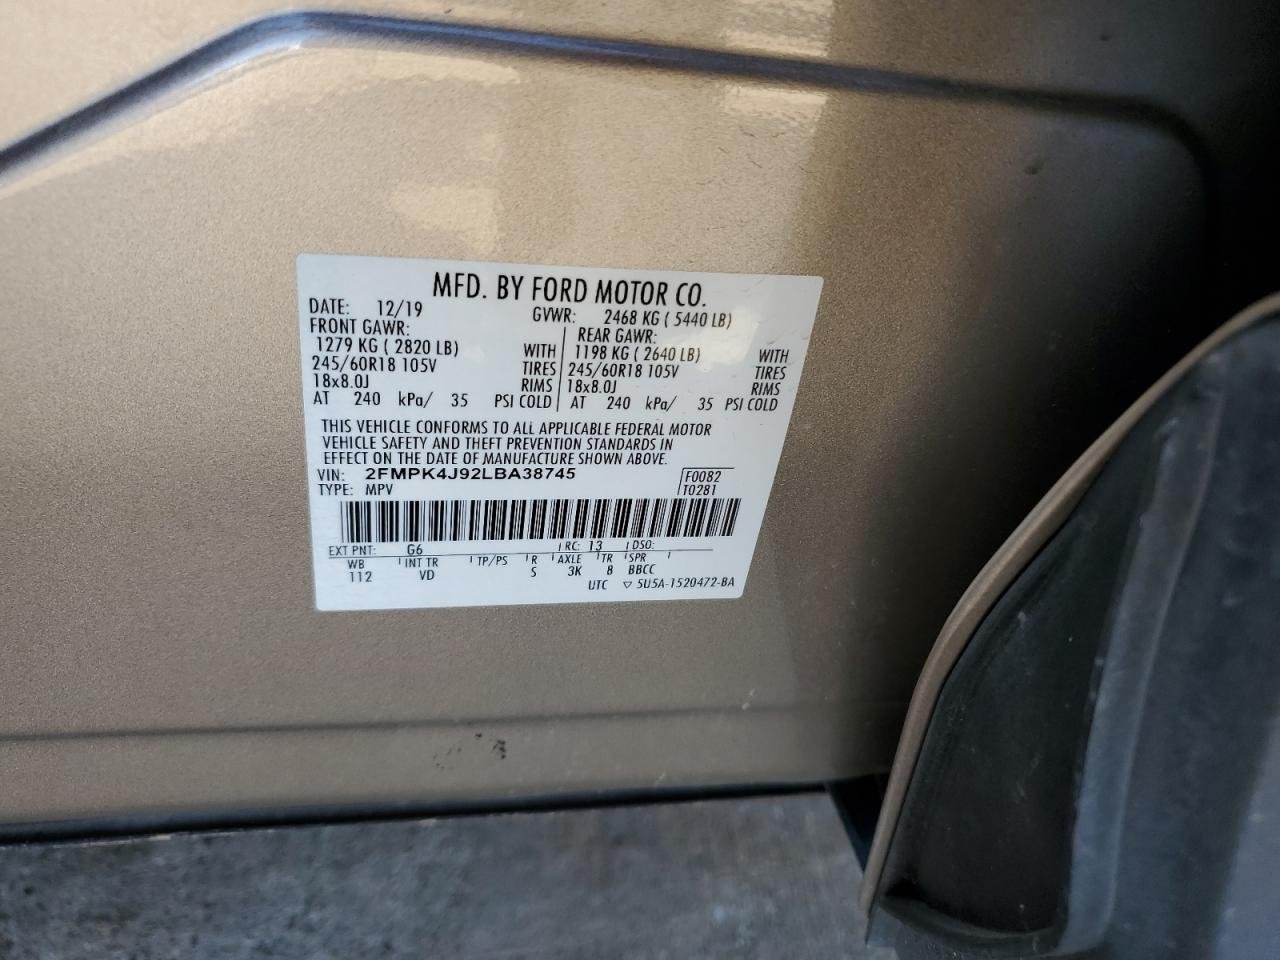 MFD. BY FORD MOTOR CO.
DATE: 12/19 GVWR: 2468 KG ( 5440 LB)
FRONT GAWR: REAR GAWR:
1279 KG ( 2820 LB) WITH 1198 KG ( 2640 LB) WITH
245/60R18 105V TIRES 245/60R18 105V TIRES
18x8.0J RIMS 18x8.0J RIMS
AT 240 kPa/ 35 PSI COLD AT 240 kPa/ 35 PSI COLD
THIS VEHICLE CONFORMS TO ALL APPLICABLE FEDERAL MOTOR
VEHICLE SAFETY AND THEFT PREVENTION STANDARDS IN
EFFECT ON THE DATE OF MANUFACTURE SHOWN ABOVE.
VIN: 2FMPK4J92LBA38745 F0082
TYPE: MPV T0281
EXT PNT: G6 RC: 13 DSO:
WB INT TR TP/PS R AXLE TR SPR
112 VD S 3K 8 BBCC
UTC ▽ 5U5A-1520472-BA